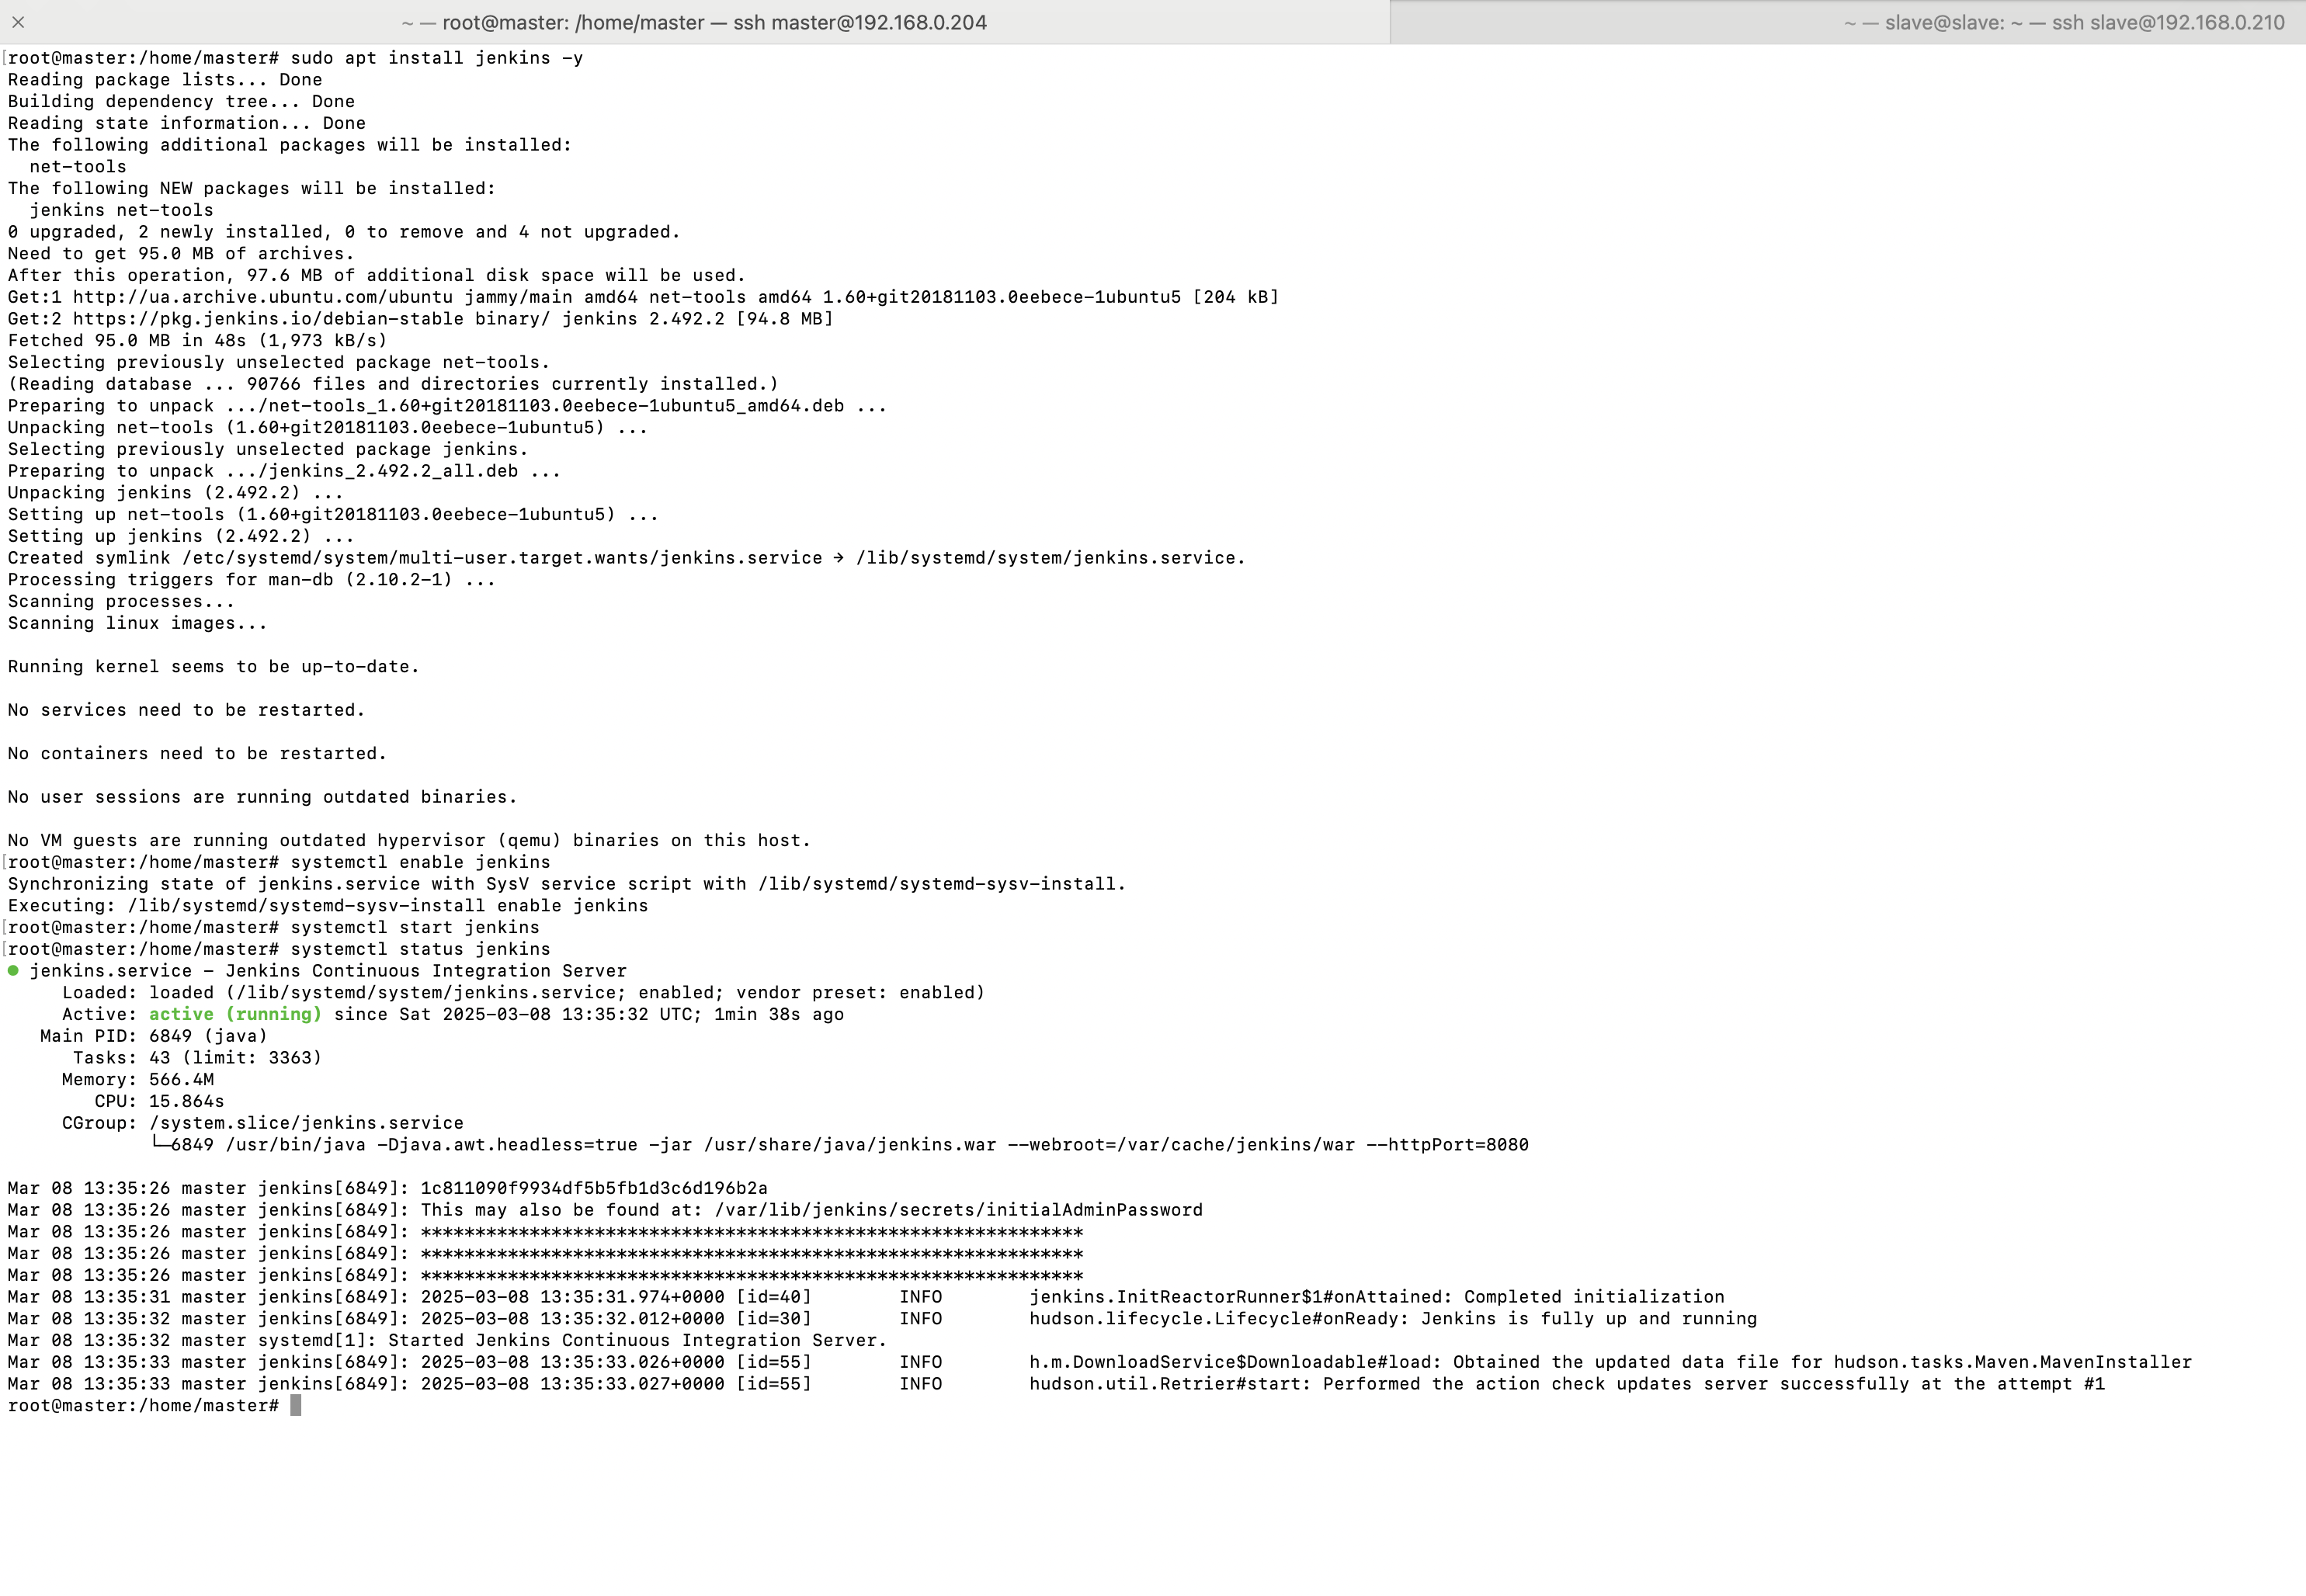 ~ — root@master: /home/master — ssh master@192.168.0.204
~ — slave@slave: ~ — ssh slave@192.168.0.210
[root@master:/home/master# sudo apt install jenkins -y
Reading package lists... Done
Building dependency tree... Done
Reading state information... Done
The following additional packages will be installed:
  net-tools
The following NEW packages will be installed:
  jenkins net-tools
0 upgraded, 2 newly installed, 0 to remove and 4 not upgraded.
Need to get 95.0 MB of archives.
After this operation, 97.6 MB of additional disk space will be used.
Get:1 http://ua.archive.ubuntu.com/ubuntu jammy/main amd64 net-tools amd64 1.60+git20181103.0eebece-1ubuntu5 [204 kB]
Get:2 https://pkg.jenkins.io/debian-stable binary/ jenkins 2.492.2 [94.8 MB]
Fetched 95.0 MB in 48s (1,973 kB/s)
Selecting previously unselected package net-tools.
(Reading database ... 90766 files and directories currently installed.)
Preparing to unpack .../net-tools_1.60+git20181103.0eebece-1ubuntu5_amd64.deb ...
Unpacking net-tools (1.60+git20181103.0eebece-1ubuntu5) ...
Selecting previously unselected package jenkins.
Preparing to unpack .../jenkins_2.492.2_all.deb ...
Unpacking jenkins (2.492.2) ...
Setting up net-tools (1.60+git20181103.0eebece-1ubuntu5) ...
Setting up jenkins (2.492.2) ...
Created symlink /etc/systemd/system/multi-user.target.wants/jenkins.service → /lib/systemd/system/jenkins.service.
Processing triggers for man-db (2.10.2-1) ...
Scanning processes...
Scanning linux images...
Running kernel seems to be up-to-date.
No services need to be restarted.
No containers need to be restarted.
No user sessions are running outdated binaries.
No VM guests are running outdated hypervisor (qemu) binaries on this host.
[root@master:/home/master# systemctl enable jenkins
Synchronizing state of jenkins.service with SysV service script with /lib/systemd/systemd-sysv-install.
Executing: /lib/systemd/systemd-sysv-install enable jenkins
[root@master:/home/master# systemctl start jenkins
[root@master:/home/master# systemctl status jenkins
● jenkins.service - Jenkins Continuous Integration Server
     Loaded: loaded (/lib/systemd/system/jenkins.service; enabled; vendor preset: enabled)
     Active: active (running) since Sat 2025-03-08 13:35:32 UTC; 1min 38s ago
   Main PID: 6849 (java)
      Tasks: 43 (limit: 3363)
     Memory: 566.4M
        CPU: 15.864s
     CGroup: /system.slice/jenkins.service
             └─6849 /usr/bin/java -Djava.awt.headless=true -jar /usr/share/java/jenkins.war --webroot=/var/cache/jenkins/war --httpPort=8080
Mar 08 13:35:26 master jenkins[6849]: 1c811090f9934df5b5fb1d3c6d196b2a
Mar 08 13:35:26 master jenkins[6849]: This may also be found at: /var/lib/jenkins/secrets/initialAdminPassword
Mar 08 13:35:26 master jenkins[6849]: *************************************************************
Mar 08 13:35:26 master jenkins[6849]: *************************************************************
Mar 08 13:35:26 master jenkins[6849]: *************************************************************
Mar 08 13:35:31 master jenkins[6849]: 2025-03-08 13:35:31.974+0000 [id=40]        INFO        jenkins.InitReactorRunner$1#onAttained: Completed initialization
Mar 08 13:35:32 master jenkins[6849]: 2025-03-08 13:35:32.012+0000 [id=30]        INFO        hudson.lifecycle.Lifecycle#onReady: Jenkins is fully up and running
Mar 08 13:35:32 master systemd[1]: Started Jenkins Continuous Integration Server.
Mar 08 13:35:33 master jenkins[6849]: 2025-03-08 13:35:33.026+0000 [id=55]        INFO        h.m.DownloadService$Downloadable#load: Obtained the updated data file for hudson.tasks.Maven.MavenInstaller
Mar 08 13:35:33 master jenkins[6849]: 2025-03-08 13:35:33.027+0000 [id=55]        INFO        hudson.util.Retrier#start: Performed the action check updates server successfully at the attempt #1
root@master:/home/master#